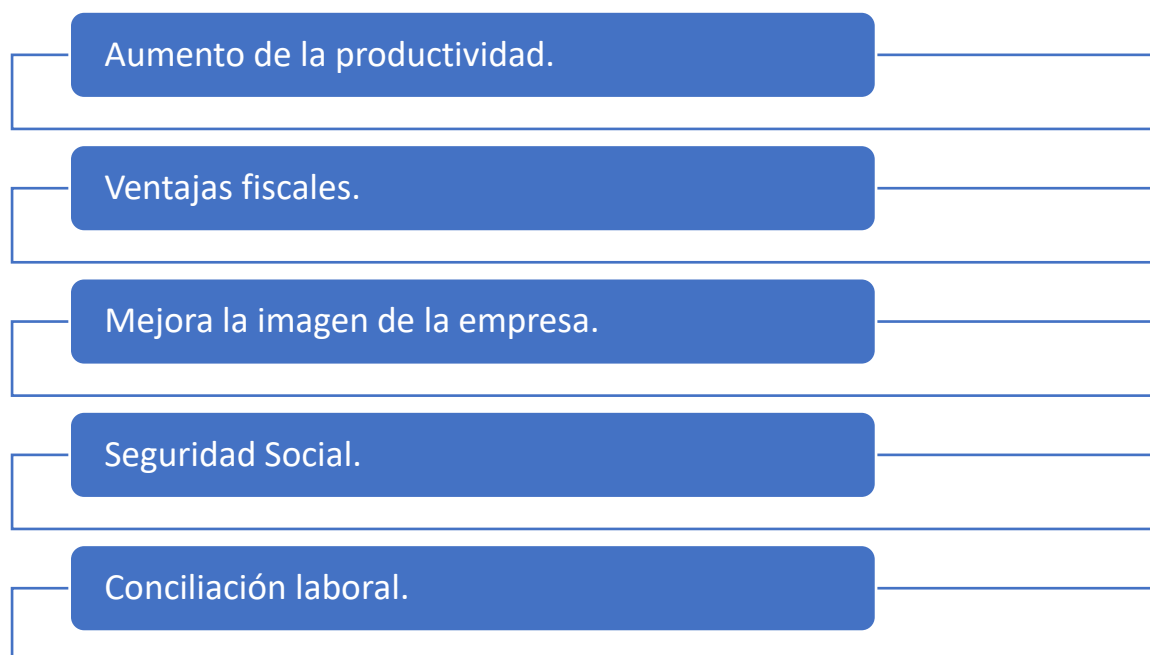 Aumento de la productividad.
Ventajas fiscales.
Mejora la imagen de la empresa.
Seguridad Social.
Conciliación laboral.